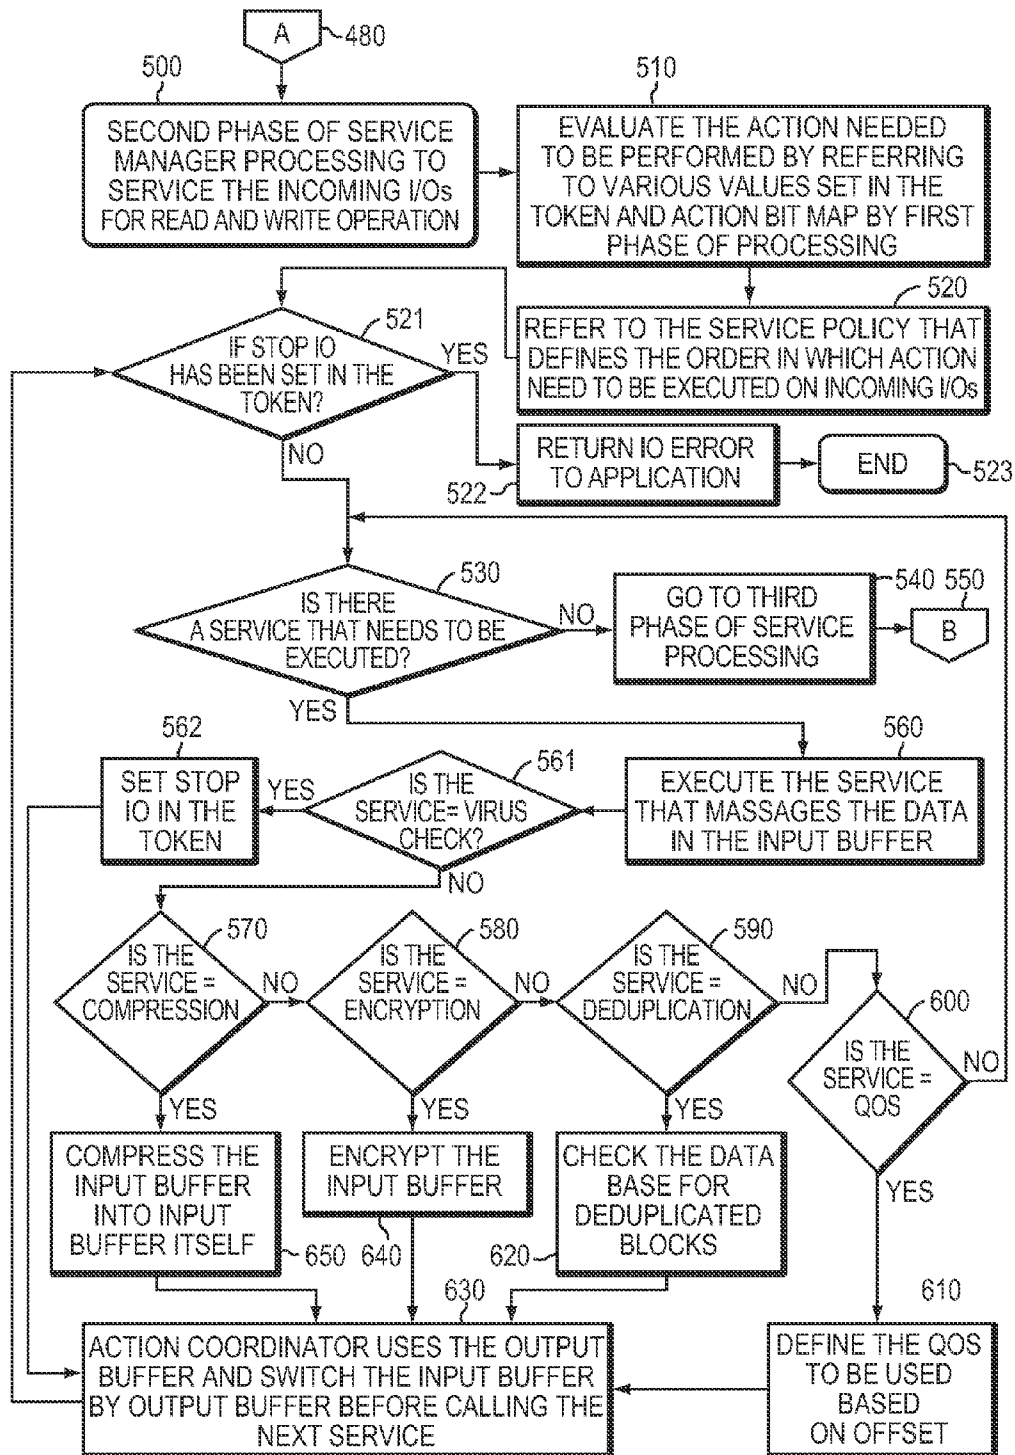 A
480
500
SECOND PHASE OF SERVICE
MANAGER PROCESSING TO
SERVICE THE INCOMING I/Os
FOR READ AND WRITE OPERATION
510
EVALUATE THE ACTION NEEDED
TO BE PERFORMED BY REFERRING
TO VARIOUS VALUES SET IN THE
TOKEN AND ACTION BIT MAP BY FIRST
PHASE OF PROCESSING
520
REFER TO THE SERVICE POLICY THAT
DEFINES THE ORDER IN WHICH ACTION
NEED TO BE EXECUTED ON INCOMING I/Os
521
IF STOP IO
HAS BEEN SET IN THE
TOKEN?
YES
NO
RETURN IO ERROR
TO APPLICATION
522
END
523
530
IS THERE
A SERVICE THAT NEEDS TO BE
EXECUTED?
NO
YES
540
GO TO THIRD
PHASE OF SERVICE
PROCESSING
550
B
560
EXECUTE THE SERVICE
THAT MASSAGES THE DATA
IN THE INPUT BUFFER
561
IS THE
SERVICE= VIRUS
CHECK?
YES
NO
562
SET STOP
IO IN THE
TOKEN
570
IS THE
SERVICE =
COMPRESSION
NO
YES
580
IS THE
SERVICE =
ENCRYPTION
NO
YES
590
IS THE
SERVICE =
DEDUPLICATION
NO
YES
600
IS THE
SERVICE =
QOS
NO
YES
COMPRESS THE
INPUT BUFFER
INTO INPUT
BUFFER ITSELF
650
ENCRYPT THE
INPUT BUFFER
640
CHECK THE DATA
BASE FOR
DEDUPLICATED
BLOCKS
620
630
ACTION COORDINATOR USES THE OUTPUT
BUFFER AND SWITCH THE INPUT BUFFER
BY OUTPUT BUFFER BEFORE CALLING THE
NEXT SERVICE
610
DEFINE THE QOS
TO BE USED
BASED
ON OFFSET